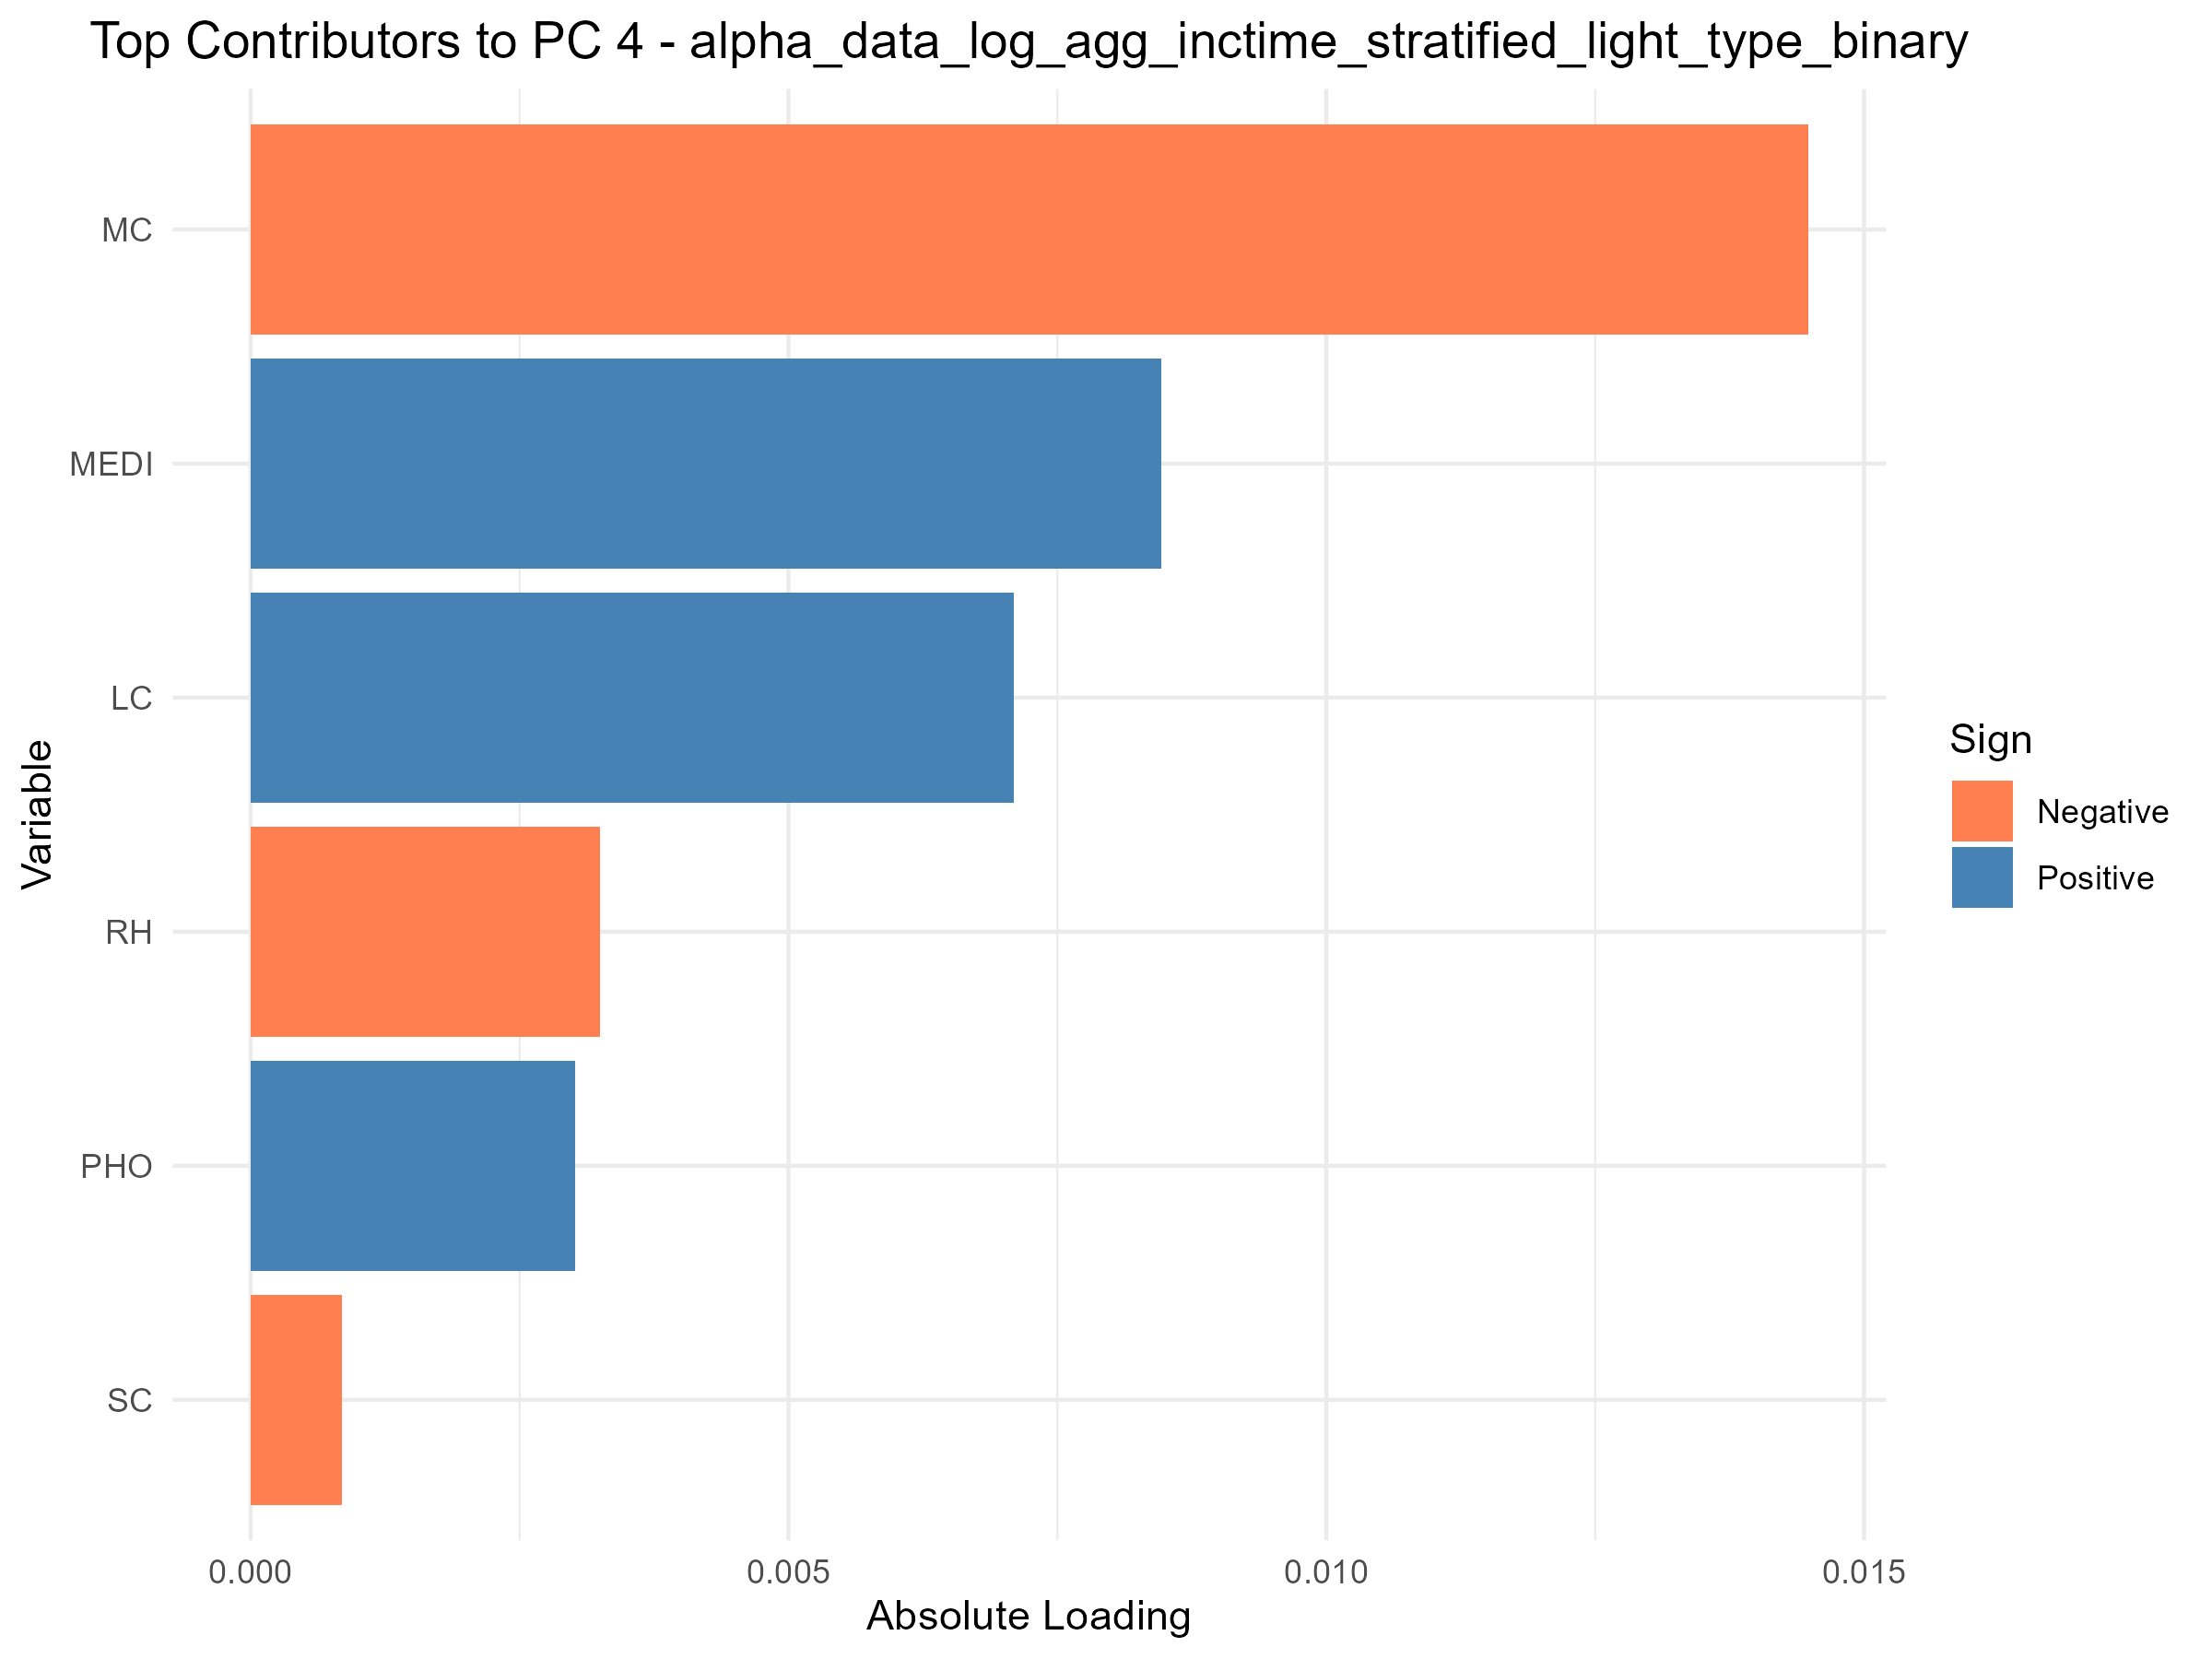 Top Contributors to PC 4 - alpha_data_log_agg_inctime_stratified_light_type_binary
MC
MEDI
LC
RH
PHO
SC
Variable
0.000
0.005
0.010
0.015
Absolute Loading
Sign
Negative
Positive